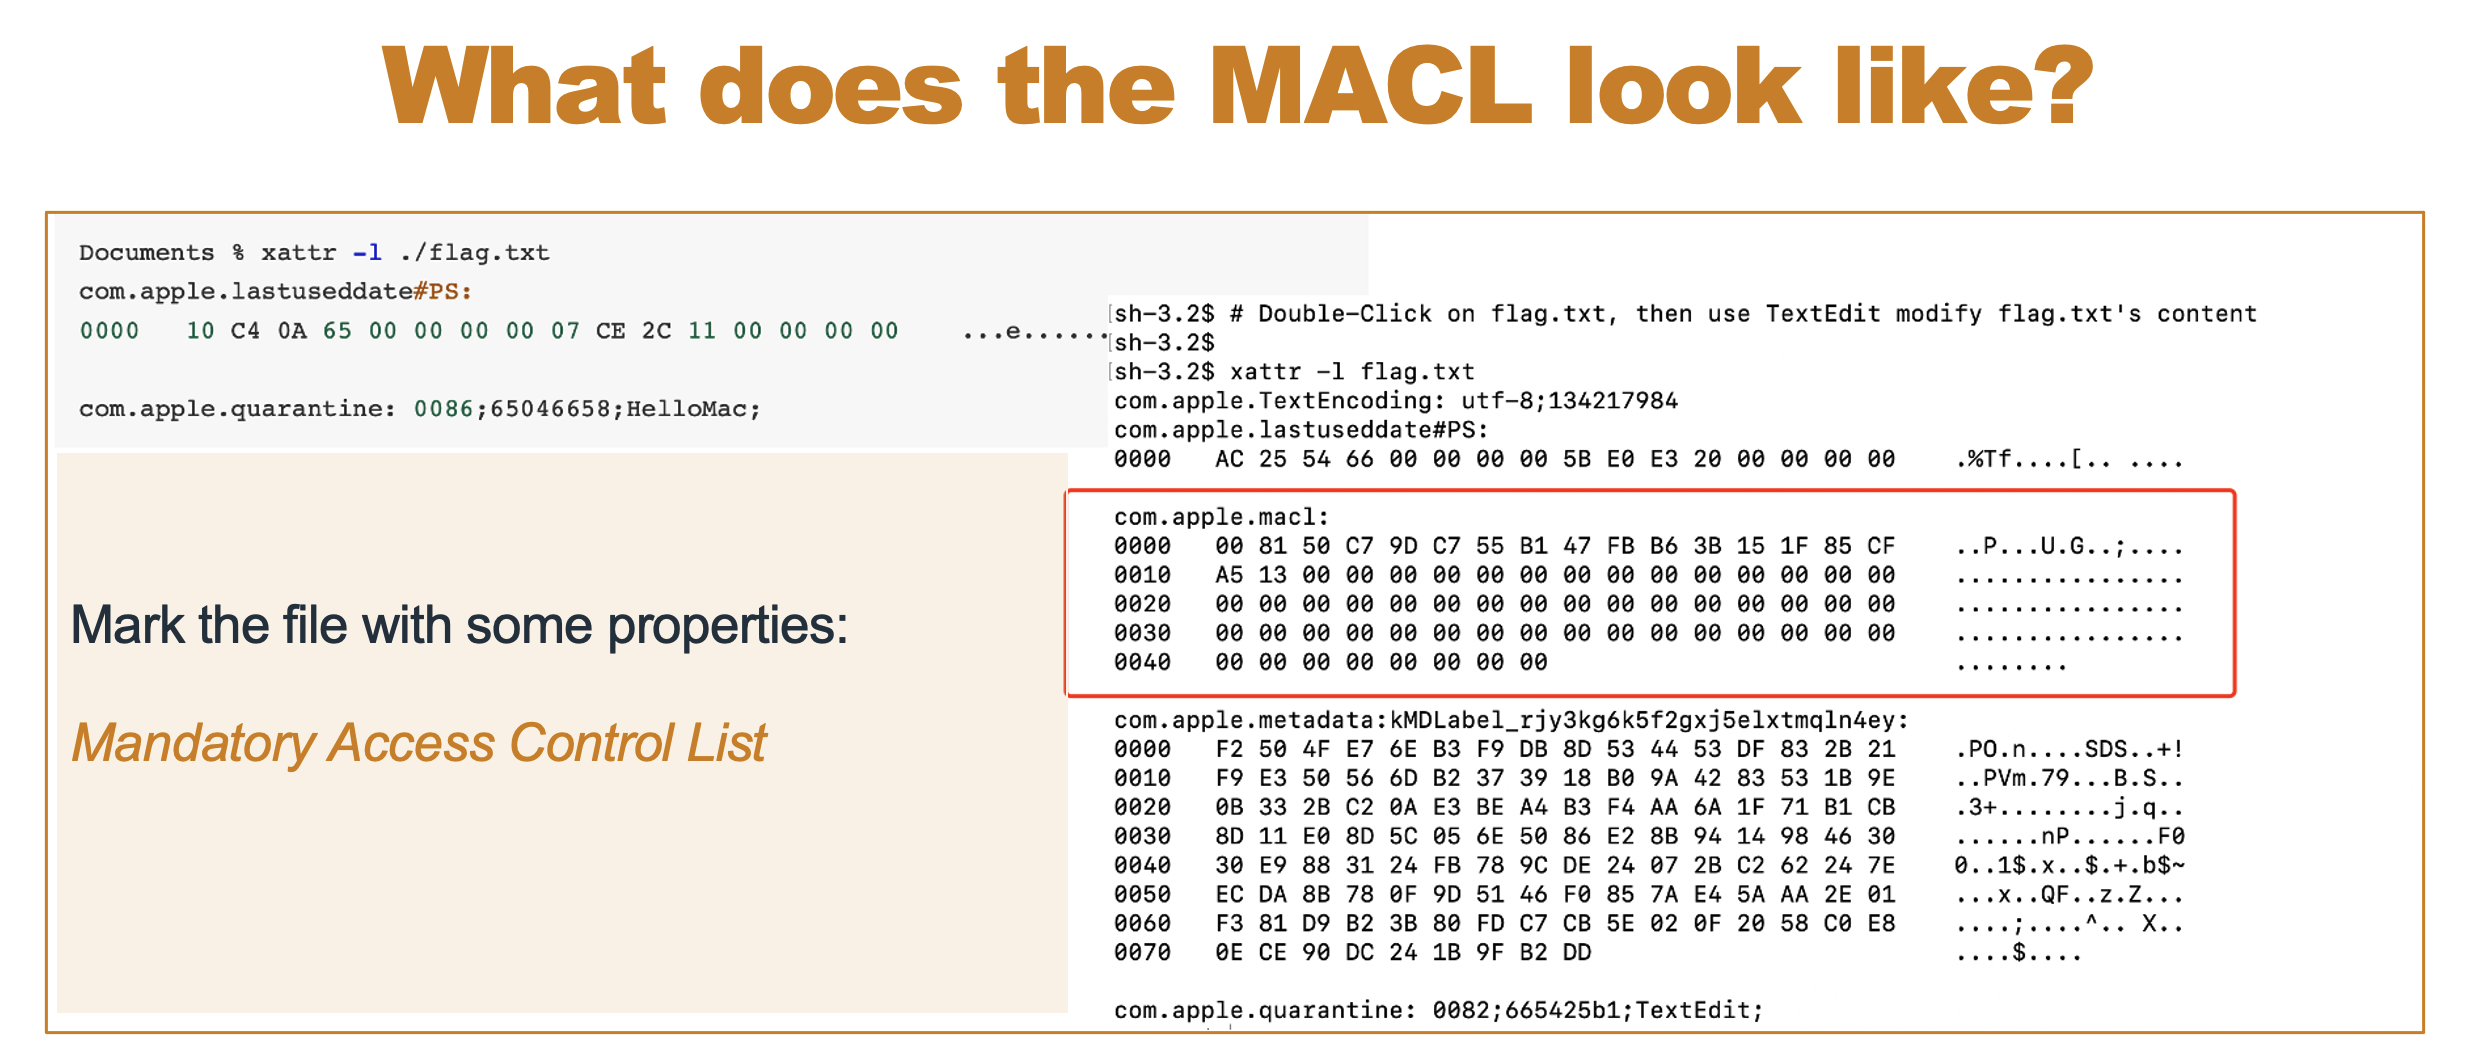 What does the MACL look like?
Documents % xattr -l ./flag.txt
com.apple.lastuseddate#PS:
0000   10 C4 0A 65 00 00 00 00 07 CE 2C 11 00 00 00 00    ...e......
com.apple.quarantine: 0086;65046658;HelloMac;
Mark the file with some properties:
Mandatory Access Control List
[sh-3.2$ # Double-Click on flag.txt, then use TextEdit modify flag.txt's content
[sh-3.2$
[sh-3.2$ xattr -l flag.txt
com.apple.TextEncoding: utf-8;134217984
com.apple.lastuseddate#PS:
0000   AC 25 54 66 00 00 00 00 5B E0 E3 20 00 00 00 00    .%Tf....[.. ....
com.apple.macl:
0000   00 81 50 C7 9D C7 55 B1 47 FB B6 3B 15 1F 85 CF    ..P...U.G..;....
0010   A5 13 00 00 00 00 00 00 00 00 00 00 00 00 00 00    ................
0020   00 00 00 00 00 00 00 00 00 00 00 00 00 00 00 00    ................
0030   00 00 00 00 00 00 00 00 00 00 00 00 00 00 00 00    ................
0040   00 00 00 00 00 00 00 00                            ........
com.apple.metadata:kMDLabel_rjy3kg6k5f2gxj5elxtmqln4ey:
0000   F2 50 4F E7 6E B3 F9 DB 8D 53 44 53 DF 83 2B 21    .PO.n....SDS..+!
0010   F9 E3 50 56 6D B2 37 39 18 B0 9A 42 83 53 1B 9E    ..PVm.79...B.S..
0020   0B 33 2B C2 0A E3 BE A4 B3 F4 AA 6A 1F 71 B1 CB    .3+........j.q..
0030   8D 11 E0 8D 5C 05 6E 50 86 E2 8B 94 14 98 46 30    ......nP......F0
0040   30 E9 88 31 24 FB 78 9C DE 24 07 2B C2 62 24 7E    0..1$.x..$.+.b$~
0050   EC DA 8B 78 0F 9D 51 46 F0 85 7A E4 5A AA 2E 01    ...x..QF..z.Z...
0060   F3 81 D9 B2 3B 80 FD C7 CB 5E 02 0F 20 58 C0 E8    ....;....^.. X..
0070   0E CE 90 DC 24 1B 9F B2 DD                         ....$....
com.apple.quarantine: 0082;665425b1;TextEdit;